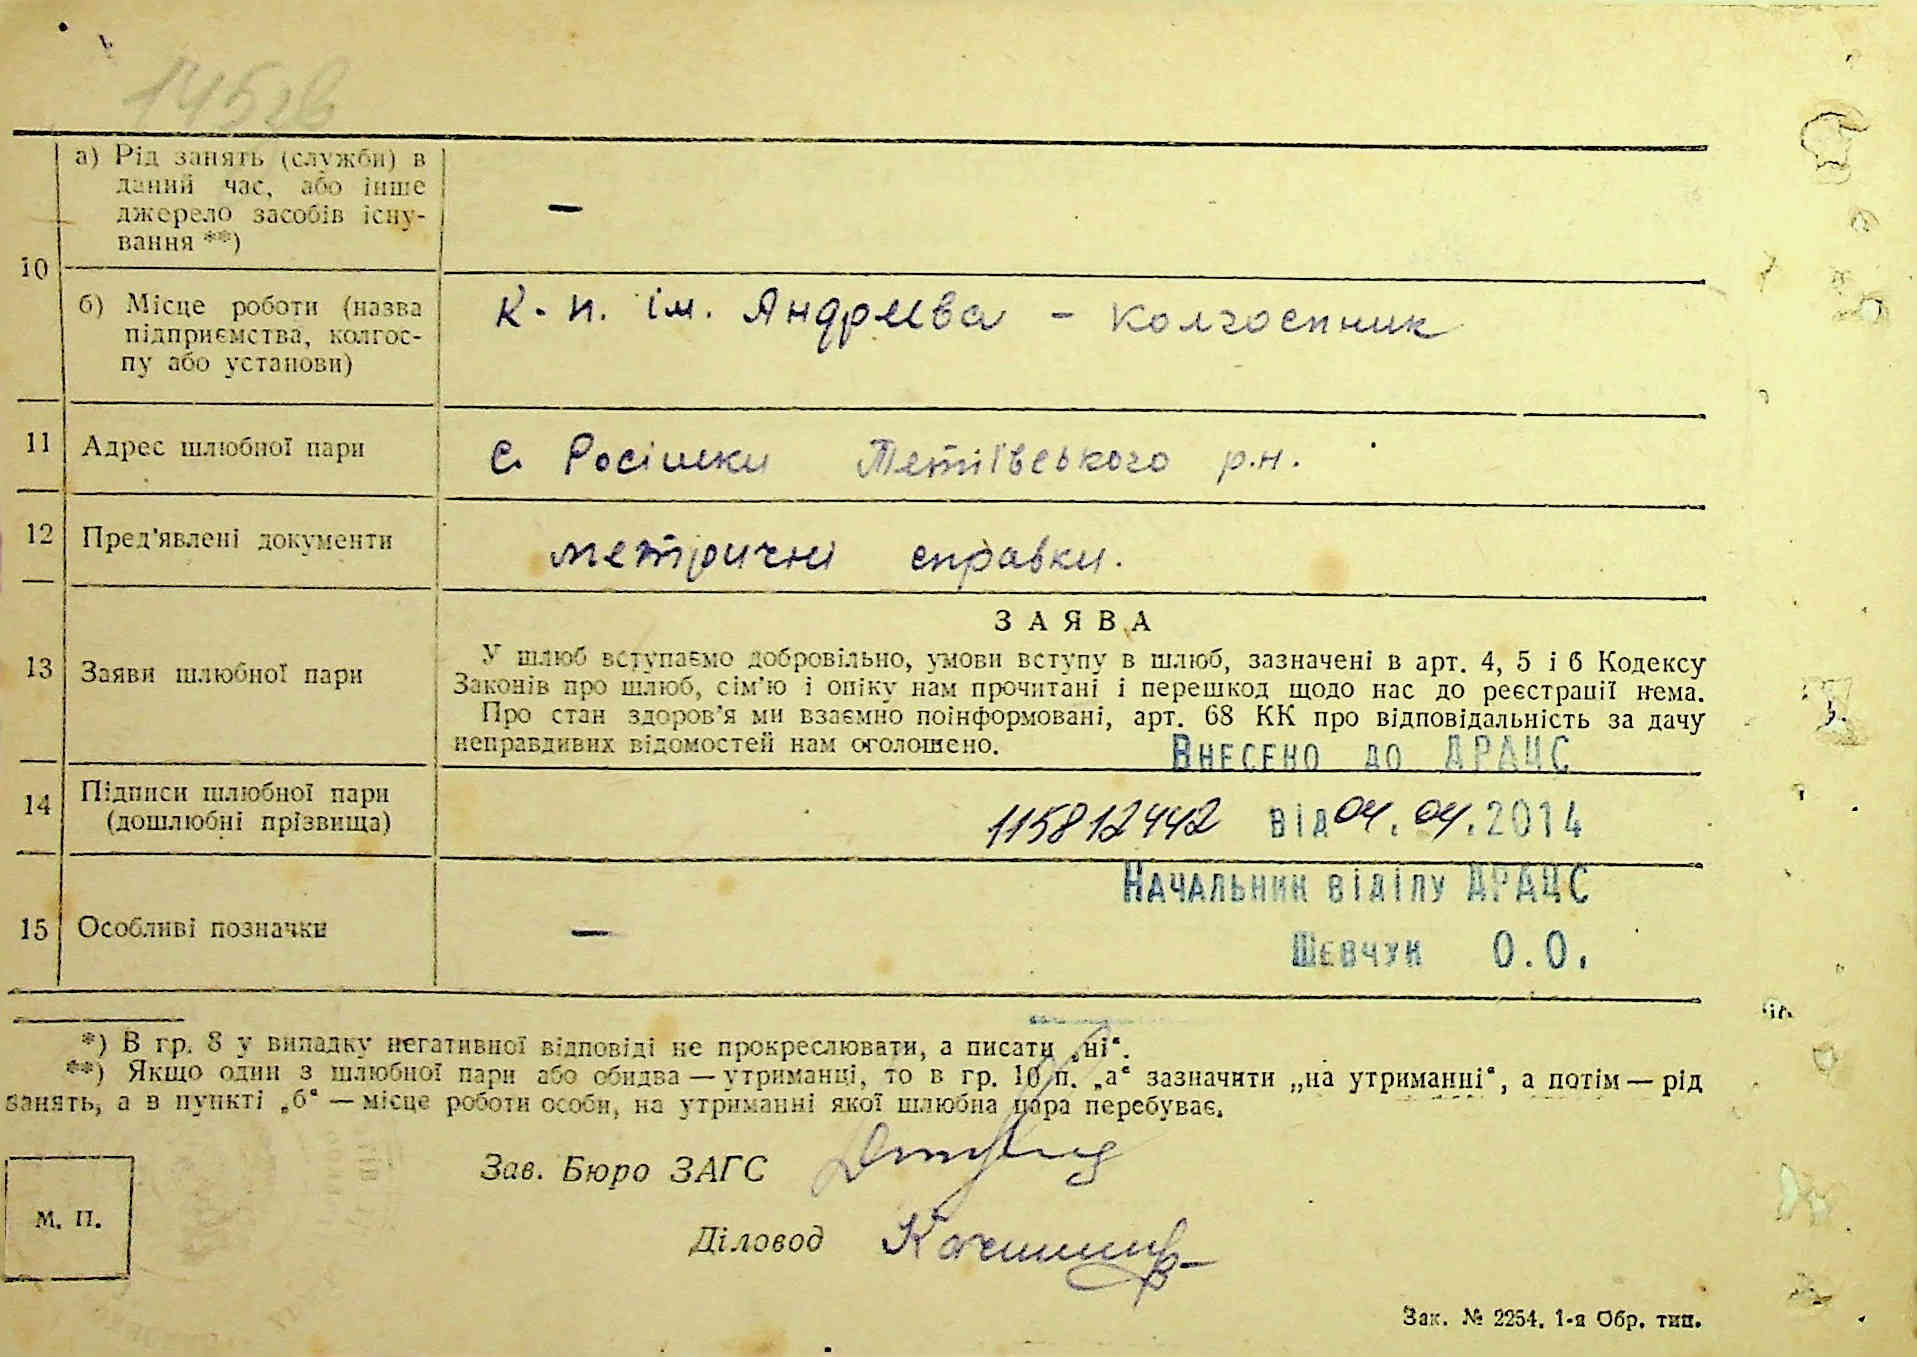 145зв
10
а) Рід занять (служби) в
даний час, або інше
джерело засобів існу-
вання **)
—
б) Місце роботи (назва
підприємства, колгос-
пу або установи)
К-п. ім. Андреєва – колгоспник
11
Адрес шлюбної пари
с. Росішки Тетіївського р.н.
12
Пред'явлені документи
метричні справки.
13
Заяви шлюбної пари
ЗАЯВА
У шлюб вступаємо добровільно, умови вступу в шлюб, зазначені в арт. 4, 5 і 6 Кодексу
Законів про шлюб, сім'ю і опіку нам прочитані і перешкод щодо нас до реєстрації нема.
Про стан здоров'я ми взаємно поінформовані, арт. 68 КК про відповідальність за дачу
неправдивих відомостей нам оголошено.
Внесено до ДРАЦС
14
Підписи шлюбної пари
(дошлюбні прізвища)
115812442 від 04.04.2014
Начальник відділу ДРАЦС
15
Особливі позначки
—
Шевчук О.О.
*) В гр. 8 у випадку негативної відповіді не прокреслювати, а писати „ні“.
**) Якщо один з шлюбної пари або обидва — утриманці, то в гр. 10 п. „а“ зазначити „на утриманні“, а потім — рід
занять, а в пункті „б“ — місце роботи особи, на утриманні якої шлюбна пара перебуває.
Зав. Бюро ЗАГС
Діловод
М. П.
Зак. № 2254. 1-я Обр. тип.